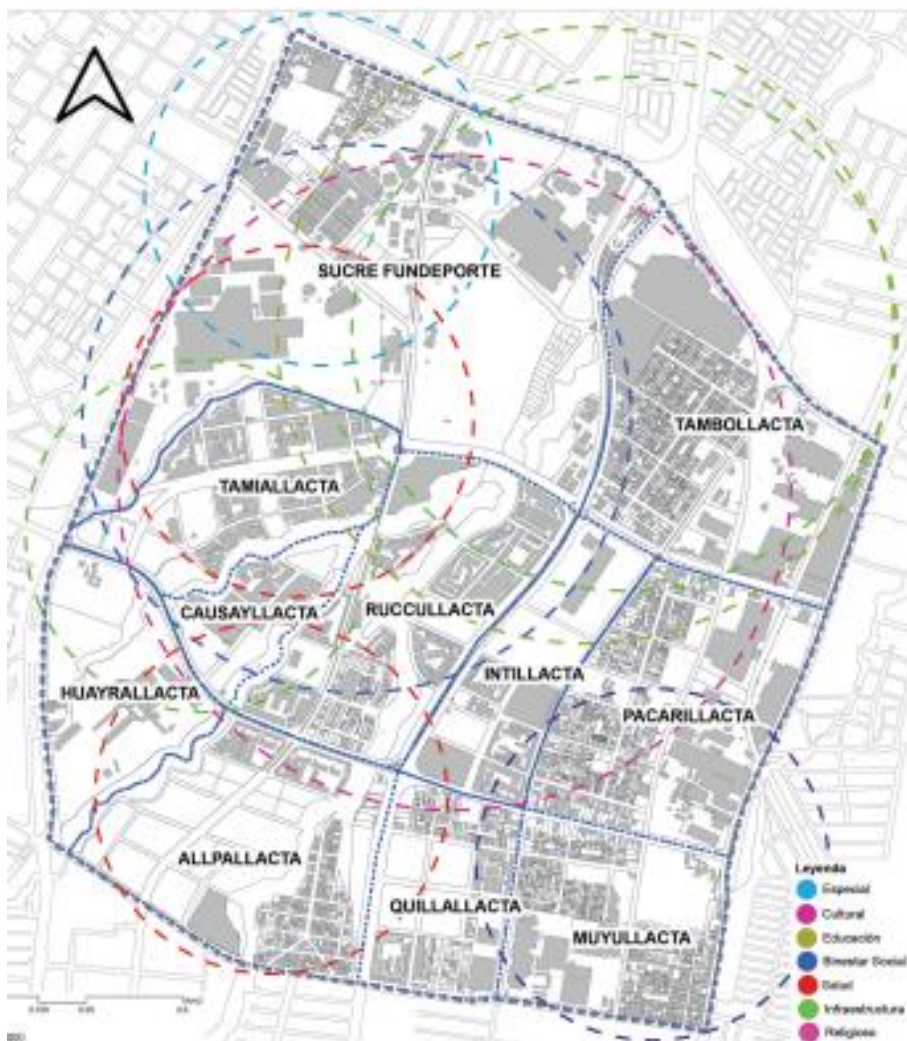 SUCRE FUNDEPORTE
TAMBOLLACTA
TAMIALLACTA
CAUSAYLLACTA
RUCCULLACTA
INTILLACTA
HUAYRALLACTA
PACARILLACTA
ALLPALLACTA
QUILLALLACTA
MUYULLACTA
Leyenda
Especial
Cultural
Educación
Binestar Social
Salud
Infraestructura
Religioso